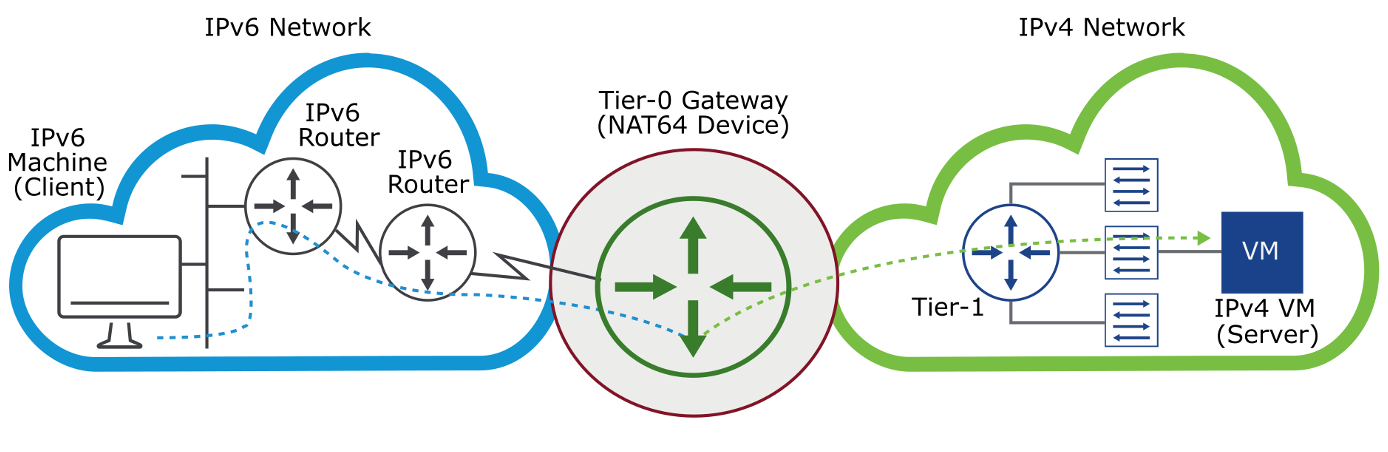 IPv6 Network
IPv4 Network
IPv6
Router
Tier-0 Gateway
(NAT64 Device)
IPv6
Machine
(Client)
IPv6
Router
Tier-1
VM
IPv4 VM
(Server)